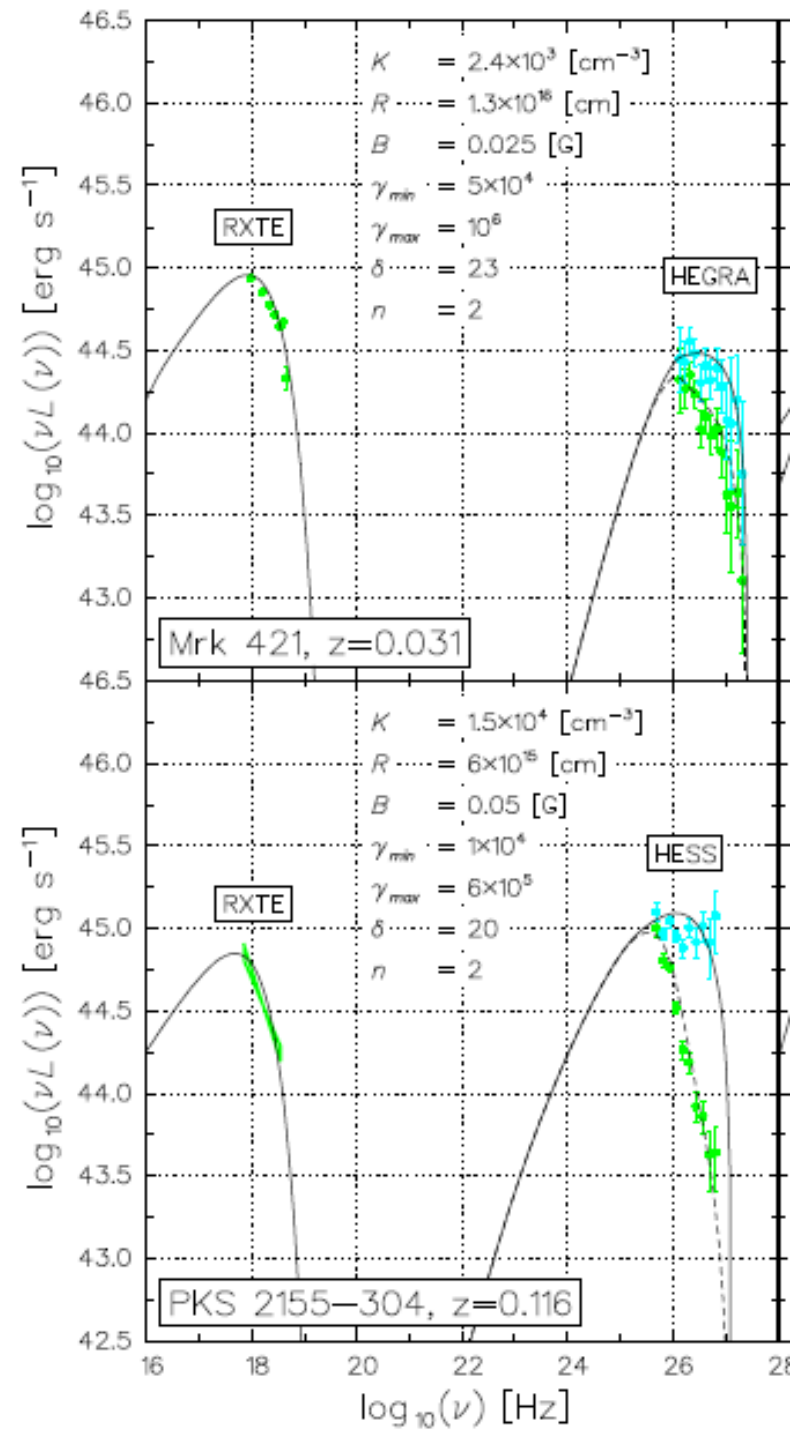 46.5
46.0
45.5
45.0
44.5
44.0
43.5
43.0
log₁₀(νL(ν)) [erg s⁻¹]
K = 2.4×10³ [cm⁻³]
R = 1.3×10¹⁶ [cm]
B = 0.025 [G]
γmin = 5×10⁴
γmax = 10⁶
δ = 23
n = 2
RXTE
HEGRA
Mrk 421, z=0.031
46.5
46.0
45.5
45.0
44.5
44.0
43.5
43.0
42.5
log₁₀(νL(ν)) [erg s⁻¹]
K = 1.5×10⁴ [cm⁻³]
R = 6×10¹⁵ [cm]
B = 0.05 [G]
γmin = 1×10⁴
γmax = 6×10⁵
δ = 20
n = 2
RXTE
HESS
PKS 2155−304, z=0.116
16 18 20 22 24 26 28
log₁₀(ν) [Hz]